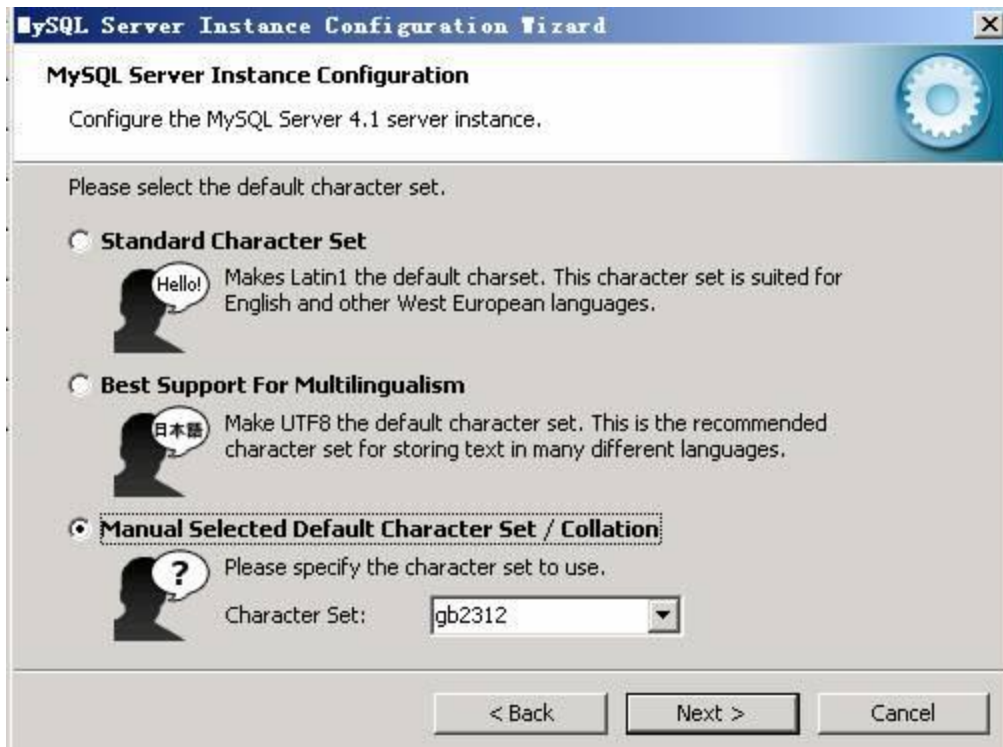 MySQL Server Instance Configuration Wizard
MySQL Server Instance Configuration
Configure the MySQL Server 4.1 server instance.
Please select the default character set.
Standard Character Set
Hello!
Makes Latin1 the default charset. This character set is suited for
English and other West European languages.
Best Support For Multilingualism
日本語
Make UTF8 the default character set. This is the recommended
character set for storing text in many different languages.
Manual Selected Default Character Set / Collation
?
Please specify the character set to use.
Character Set: gb2312
< Back Next > Cancel